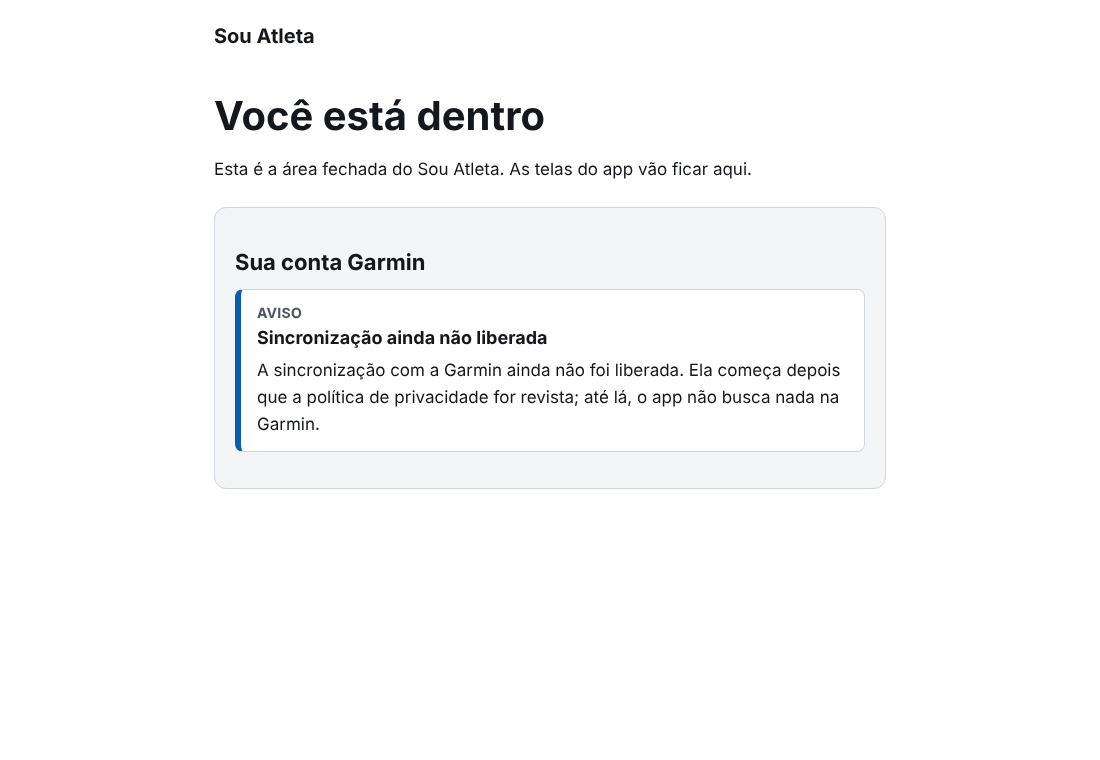 Sou Atleta
Você está dentro
Esta é a área fechada do Sou Atleta. As telas do app vão ficar aqui.
Sua conta Garmin
AVISO
Sincronização ainda não liberada
A sincronização com a Garmin ainda não foi liberada. Ela começa depois
que a política de privacidade for revista; até lá, o app não busca nada na
Garmin.